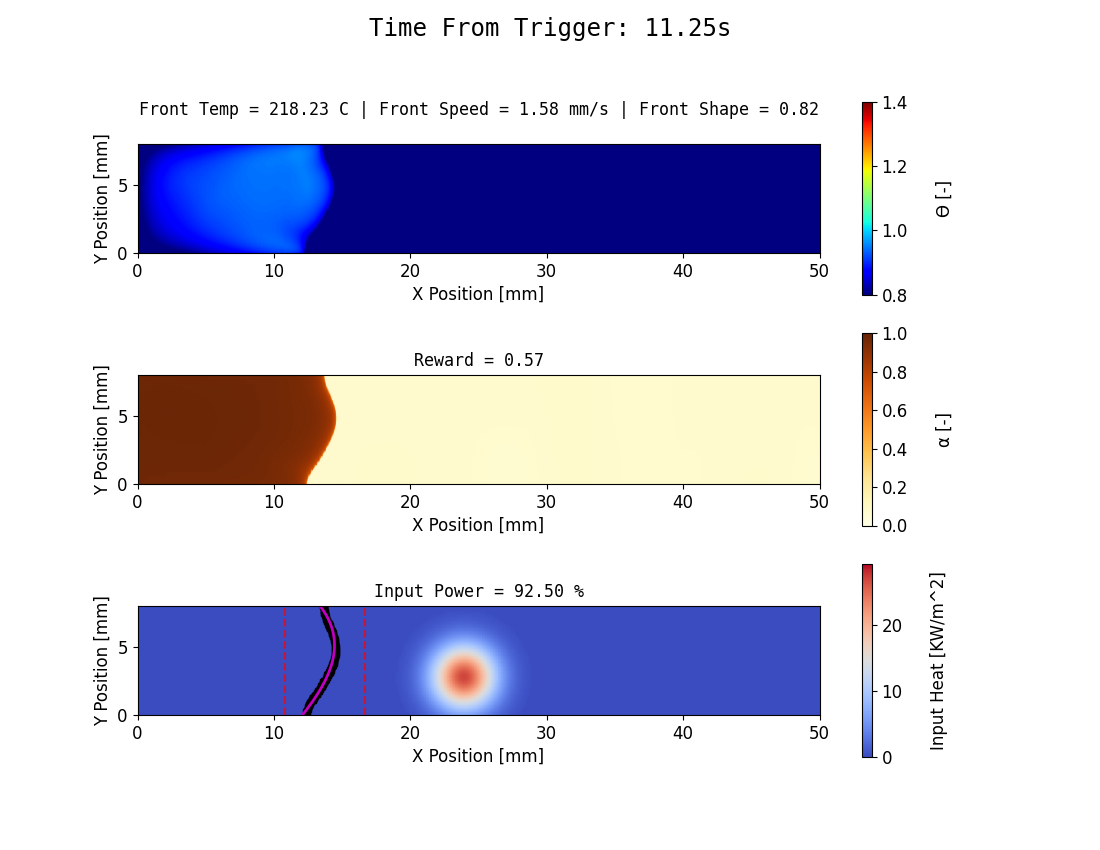 Time From Trigger: 11.25s
Front Temp = 218.23 C | Front Speed = 1.58 mm/s | Front Shape = 0.82
Y Position [mm]
5
0
0 10 20 30 40 50
X Position [mm]
1.4
1.2
1.0
0.8
Θ [-]
Reward = 0.57
Y Position [mm]
5
0
0 10 20 30 40 50
X Position [mm]
1.0
0.8
0.6
0.4
0.2
0.0
α [-]
Input Power = 92.50 %
Y Position [mm]
5
0
0 10 20 30 40 50
X Position [mm]
20
10
0
Input Heat [KW/m^2]